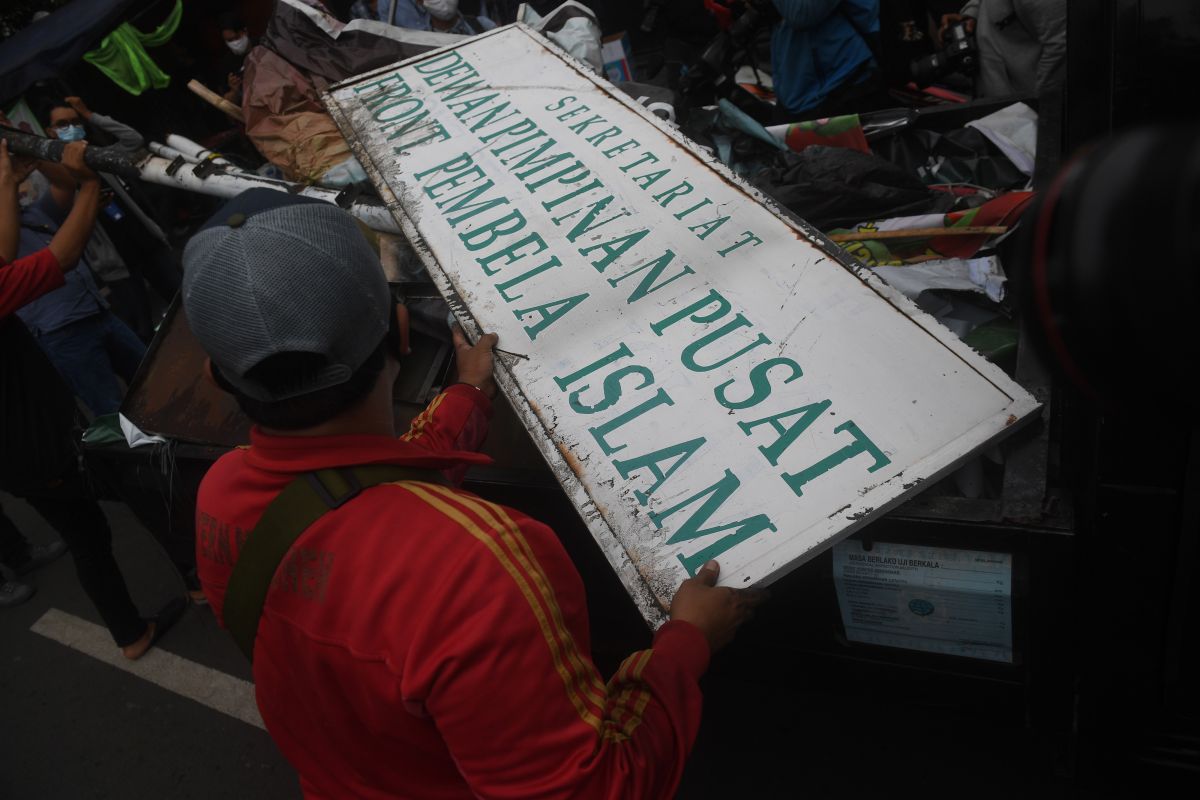 SEKRETARIAT
DEWAN PIMPINAN PUSAT
FRONT PEMBELA ISLAM
MASA BERLAKU UJI BERKALA